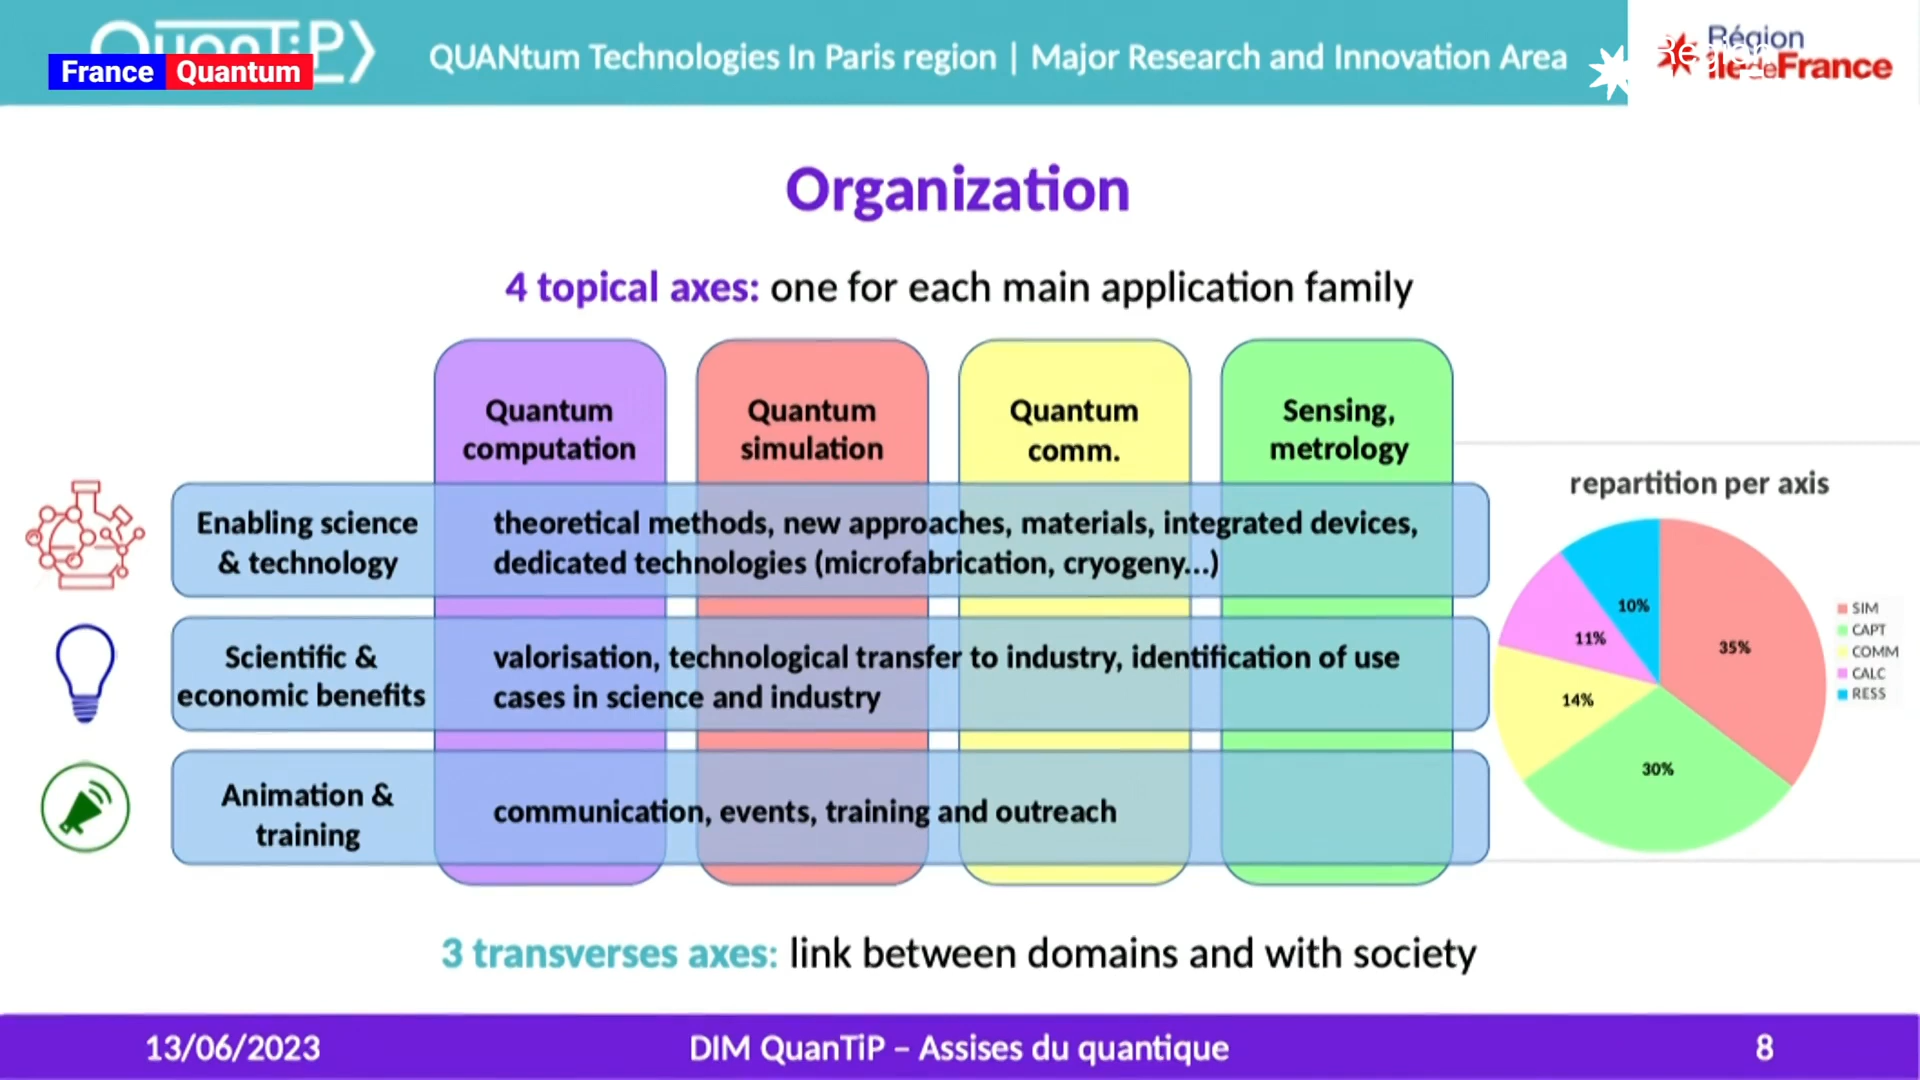 QuanTiP
France Quantum
QUANtum Technologies In Paris region | Major Research and Innovation Area
Région
îledeFrance
Organization
4 topical axes: one for each main application family
Quantum
computation
Quantum
simulation
Quantum
comm.
Sensing,
metrology
Enabling science
& technology
theoretical methods, new approaches, materials, integrated devices,
dedicated technologies (microfabrication, cryogeny...)
Scientific &
economic benefits
valorisation, technological transfer to industry, identification of use
cases in science and industry
Animation &
training
communication, events, training and outreach
repartition per axis
35%
30%
14%
11%
10%
SIM
CAPT
COMM
CALC
RESS
3 transverses axes: link between domains and with society
13/06/2023
DIM QuanTiP – Assises du quantique
8